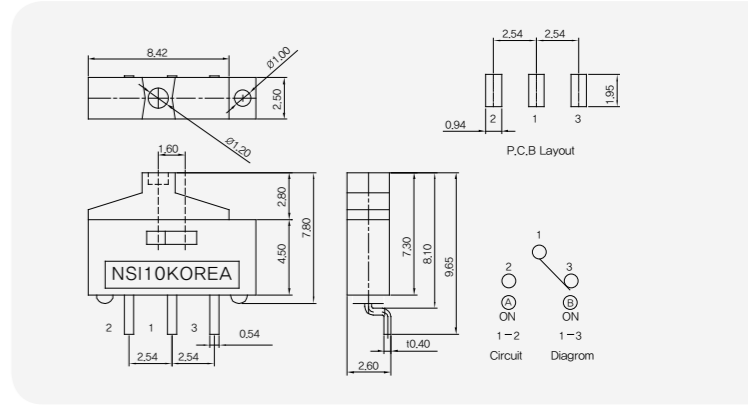 8.42
Ø1.00
2.50
Ø1.20
1.60
2.80
7.80
4.50
NSI10KOREA
2 1 3
0.54
2.54 2.54
7.30
8.10
9.65
t0.40
2.60
2.54 2.54
1.95
2 1 3
0.94
P.C.B Layout
1
2 3
A B
ON ON
1-2 1-3
Circuit Diagrom